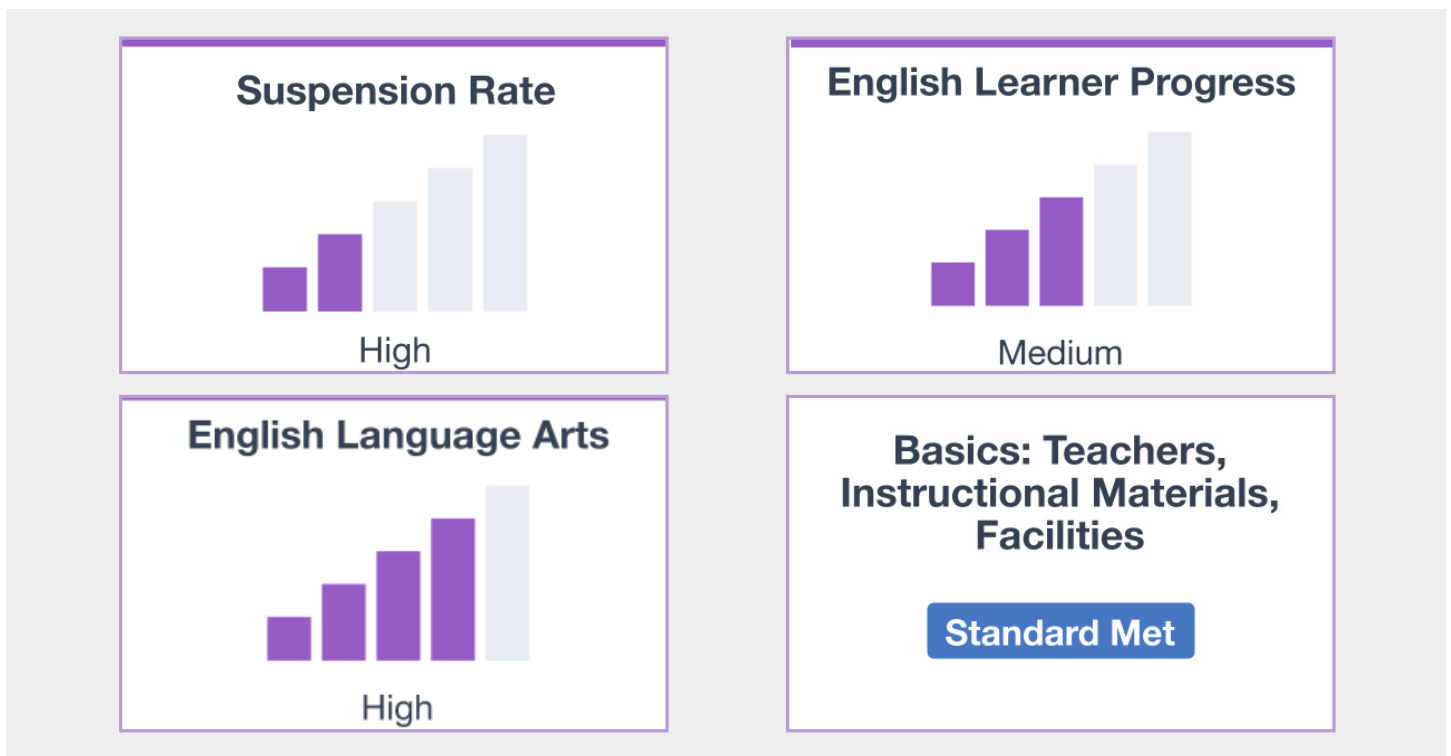 Suspension Rate
High
English Learner Progress
Medium
English Language Arts
High
Basics: Teachers,
Instructional Materials,
Facilities
Standard Met